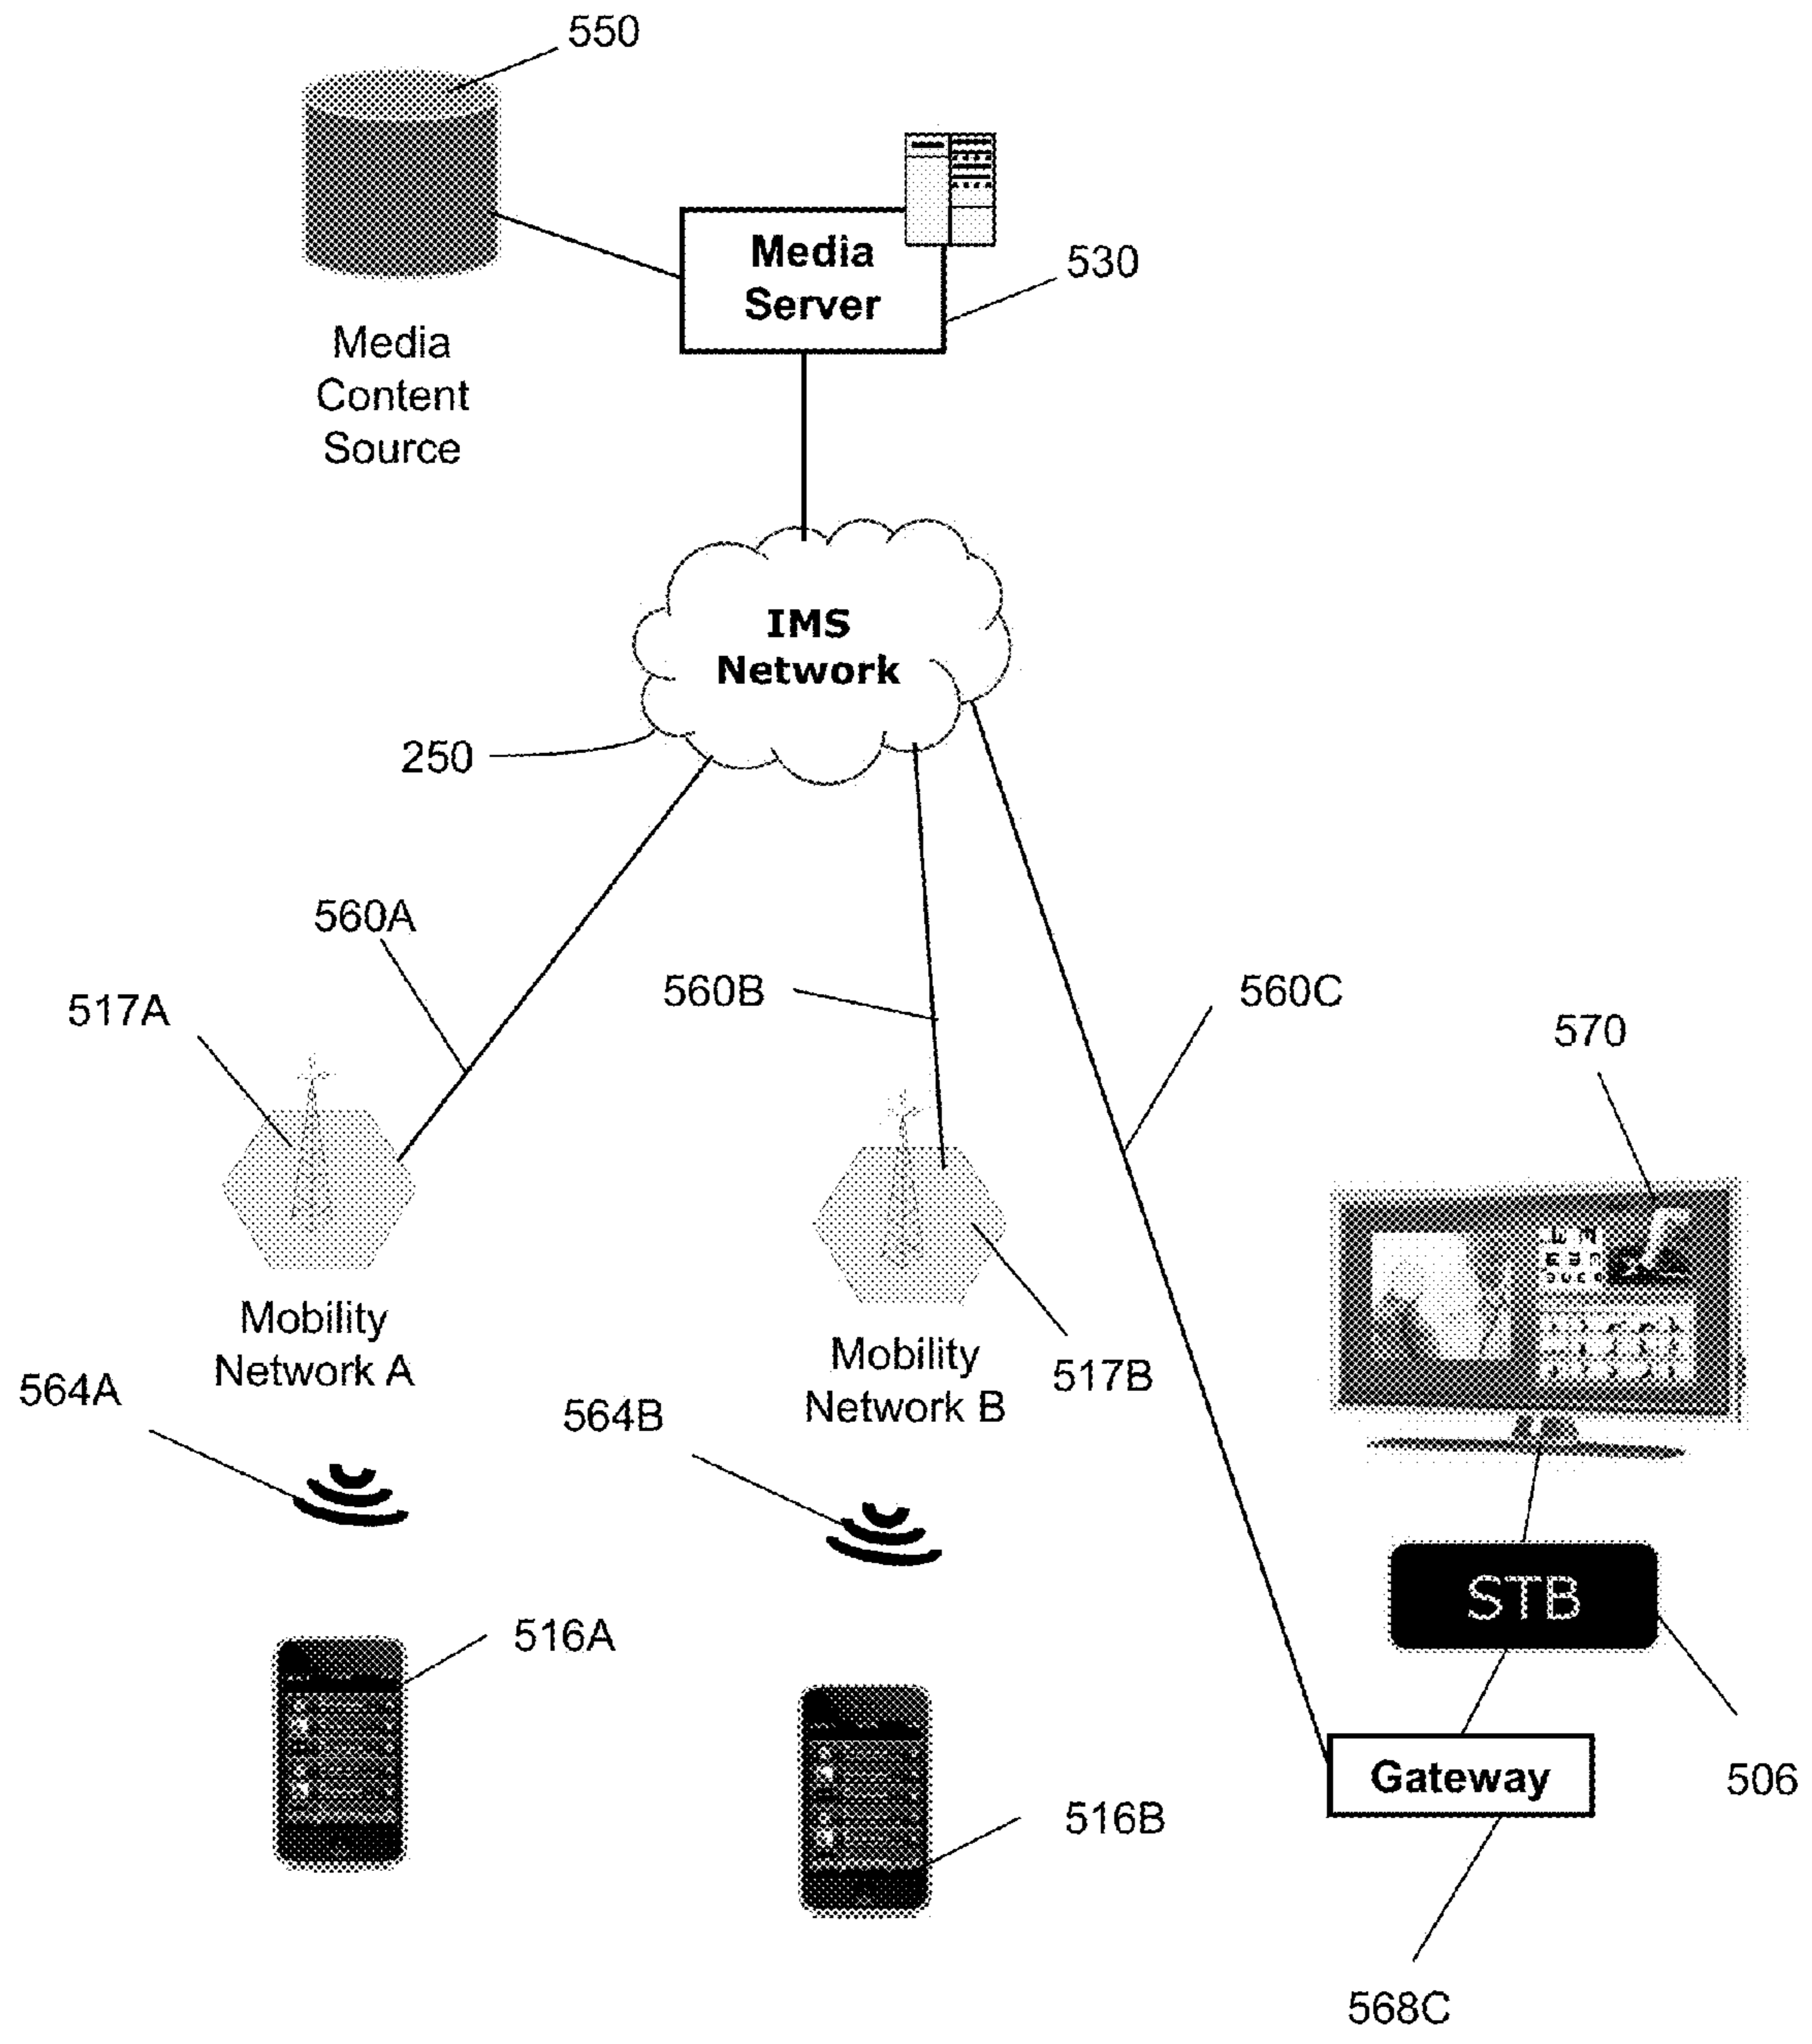 550
Media
Server
530
Media
Content
Source
IMS
Network
250
560A
560B
560C
517A
570
Mobility
Network A
Mobility
Network B
517B
564A
564B
STB
516A
516B
Gateway
506
568C